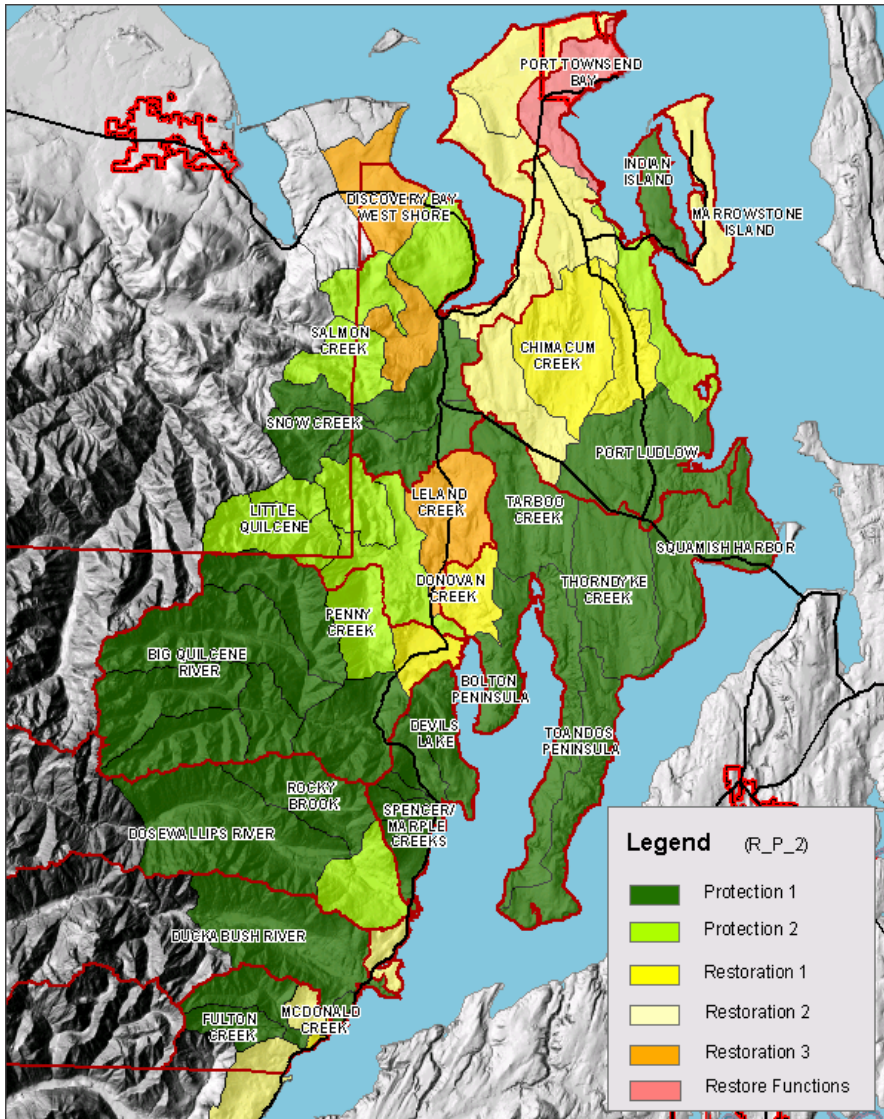 PORT TOWNSEND
BAY
INDIAN
ISLAND
DISCOVERY BAY
WEST SHORE
MARROWSTONE
ISLAND
SALMON
CREEK
CHIMACUM
CREEK
SNOW CREEK
PORT LUDLOW
LELAND
CREEK
TARBOO
CREEK
LITTLE
QUILCENE
SQUAMISH HARBOR
DONOVAN
CREEK
THORNDYKE
CREEK
PENNY
CREEK
BIG QUILCENE
RIVER
BOLTON
PENINSULA
DEVILS
LAKE
TOANDOS
PENINSULA
ROCKY
BROOK
SPENCER/
MARPLE
CREEKS
DOSEWALLIPS RIVER
DUCKABUSH RIVER
MCDONALD
CREEK
FULTON
CREEK
Legend (R_P_2)
Protection 1
Protection 2
Restoration 1
Restoration 2
Restoration 3
Restore Functions